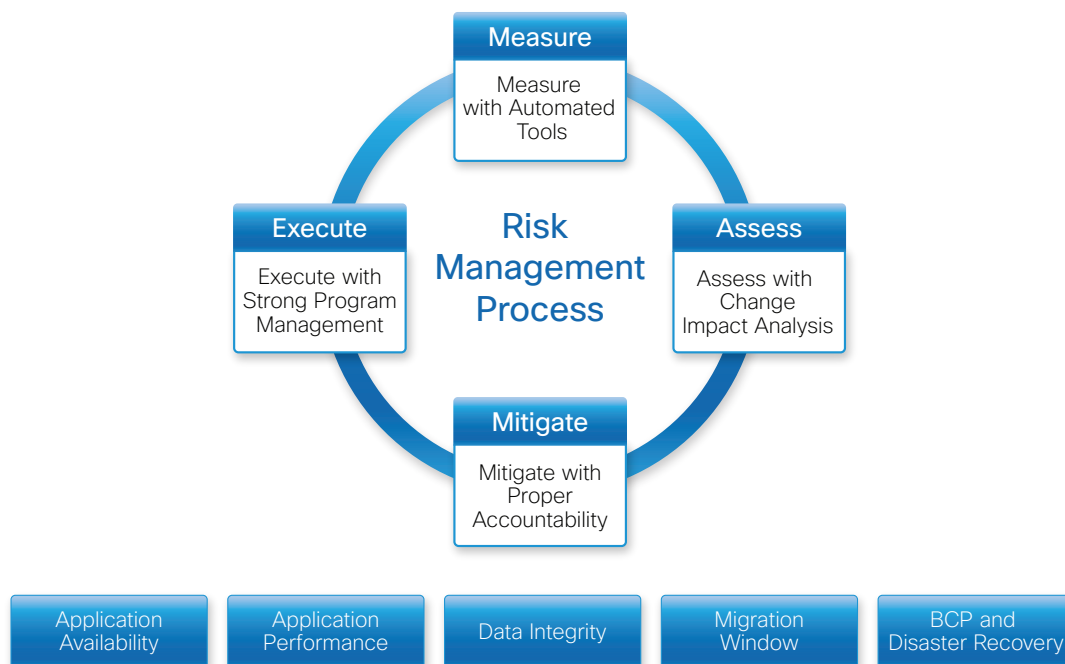 Measure
Measure
with Automated
Tools
Execute
Execute with
Strong Program
Management
Risk
Management
Process
Assess
Assess with
Change
Impact Analysis
Mitigate
Mitigate with
Proper
Accountability
Application
Availability
Application
Performance
Data Integrity
Migration
Window
BCP and
Disaster Recovery